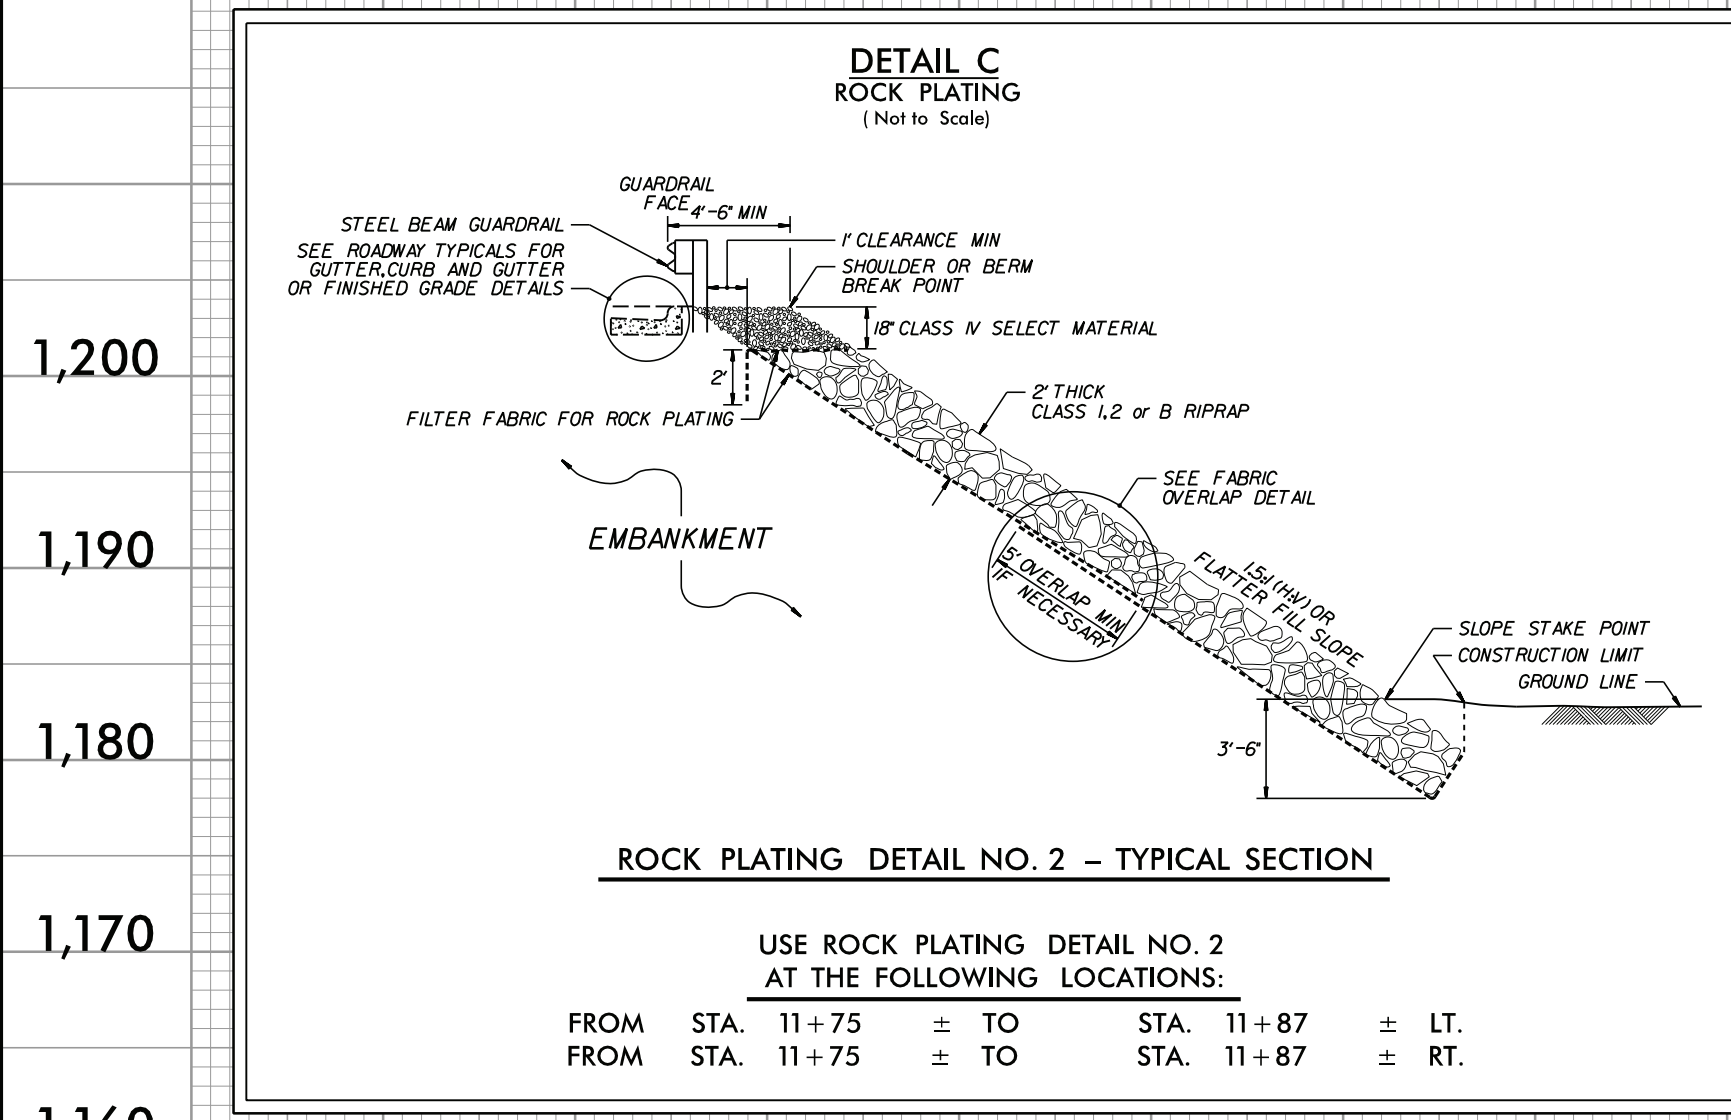 DETAIL C
ROCK PLATING
( Not to Scale)
GUARDRAIL
FACE
4'-6" MIN
STEEL BEAM GUARDRAIL
SEE ROADWAY TYPICALS FOR
GUTTER,CURB AND GUTTER
OR FINISHED GRADE DETAILS
1' CLEARANCE MIN
SHOULDER OR BERM
BREAK POINT
18" CLASS IV SELECT MATERIAL
2'
FILTER FABRIC FOR ROCK PLATING
2' THICK
CLASS 1,2 or B RIPRAP
SEE FABRIC
OVERLAP DETAIL
EMBANKMENT
5' OVERLAP MIN
IF NECESSARY
1.5:1 (H:V) OR
FLATTER FILL SLOPE
SLOPE STAKE POINT
CONSTRUCTION LIMIT
GROUND LINE
3'-6"
ROCK PLATING DETAIL NO. 2 – TYPICAL SECTION
USE ROCK PLATING DETAIL NO. 2
AT THE FOLLOWING LOCATIONS:
FROM STA. 11+75 ± TO STA. 11+87 ± LT.
FROM STA. 11+75 ± TO STA. 11+87 ± RT.
1,200
1,190
1,180
1,170